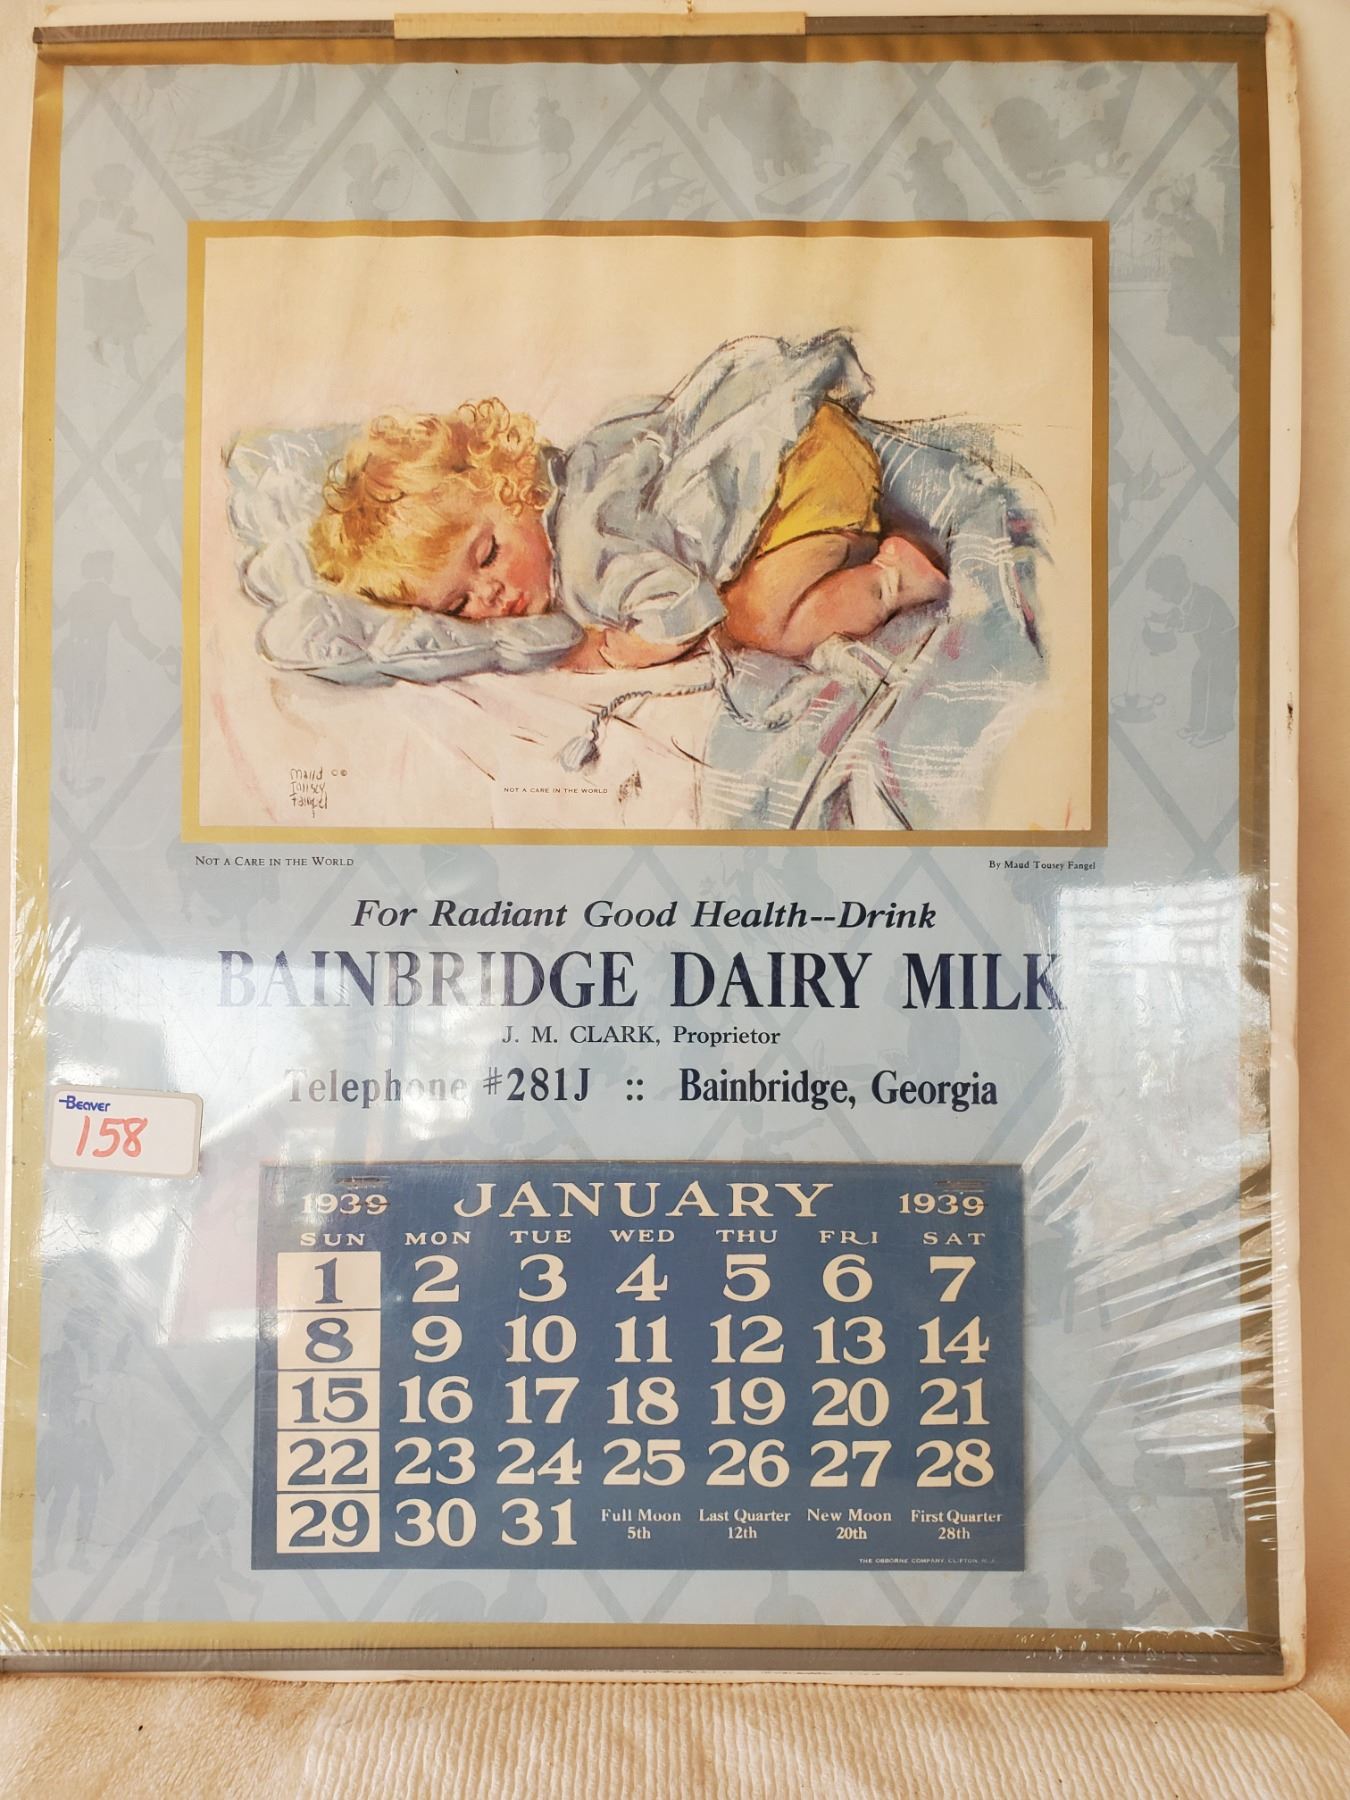 Maud
Tousey
Fangel
NOT A CARE IN THE WORLD
NOT A CARE IN THE WORLD
By Maud Tousey Fangel
For Radiant Good Health--Drink
BAINBRIDGE DAIRY MILK
J. M. CLARK, Proprietor
Telephone #281J :: Bainbridge, Georgia
Beaver
158
1939 JANUARY 1939
SUN MON TUE WED THU FRI SAT
1 2 3 4 5 6 7
8 9 10 11 12 13 14
15 16 17 18 19 20 21
22 23 24 25 26 27 28
29 30 31 Full Moon 5th Last Quarter 12th New Moon 20th First Quarter 28th
THE OSBORNE COMPANY, CLIFTON, N.J.